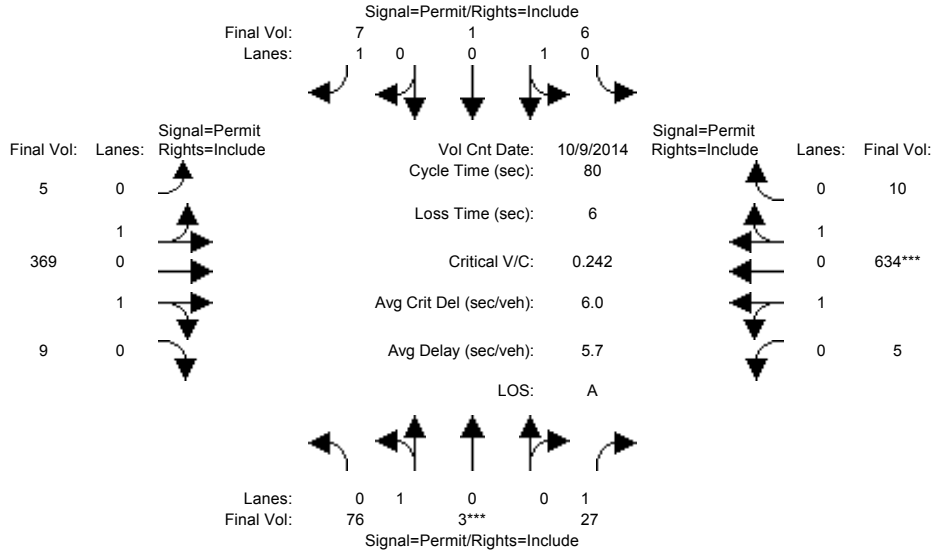 Signal=Permit/Rights=Include
Final Vol: 7 1 6
Lanes: 1 0 0 1 0
Signal=Permit
Final Vol: Lanes: Rights=Include
Vol Cnt Date: 10/9/2014
Signal=Permit
Rights=Include Lanes: Final Vol:
Cycle Time (sec): 80
5 0
0 10
Loss Time (sec): 6
1
1
369 0
Critical V/C: 0.242
0 634***
1
Avg Crit Del (sec/veh): 6.0
1
9 0
Avg Delay (sec/veh): 5.7
0 5
LOS: A
Lanes: 0 1 0 0 1
Final Vol: 76 3*** 27
Signal=Permit/Rights=Include